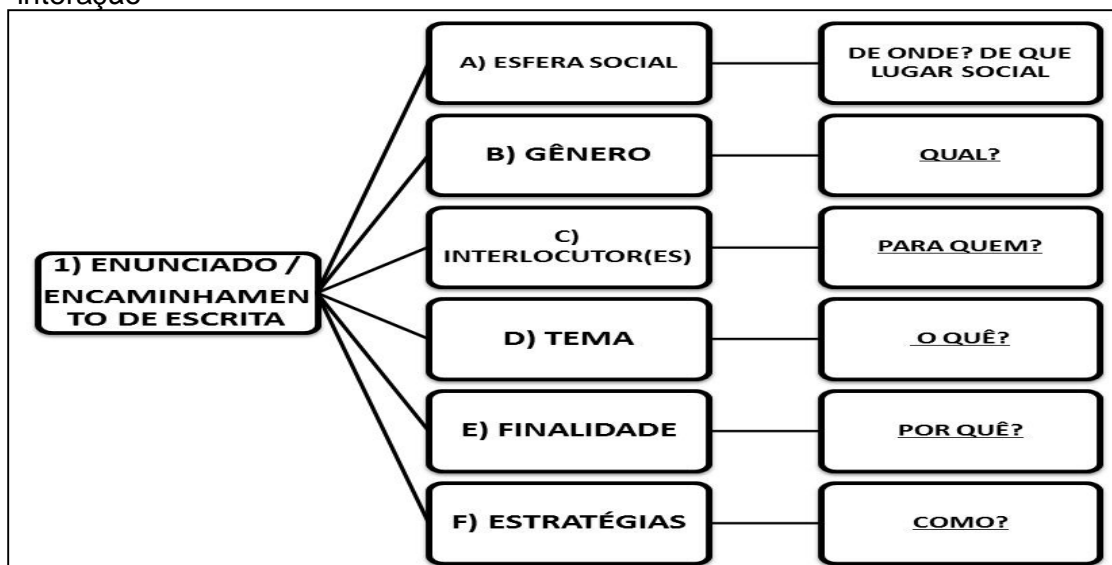 interação
A) ESFERA SOCIAL
DE ONDE? DE QUE
LUGAR SOCIAL
B) GÊNERO
QUAL?
C)
INTERLOCUTOR(ES)
PARA QUEM?
1) ENUNCIADO /
ENCAMINHAMEN
TO DE ESCRITA
D) TEMA
O QUÊ?
E) FINALIDADE
POR QUÊ?
F) ESTRATÉGIAS
COMO?